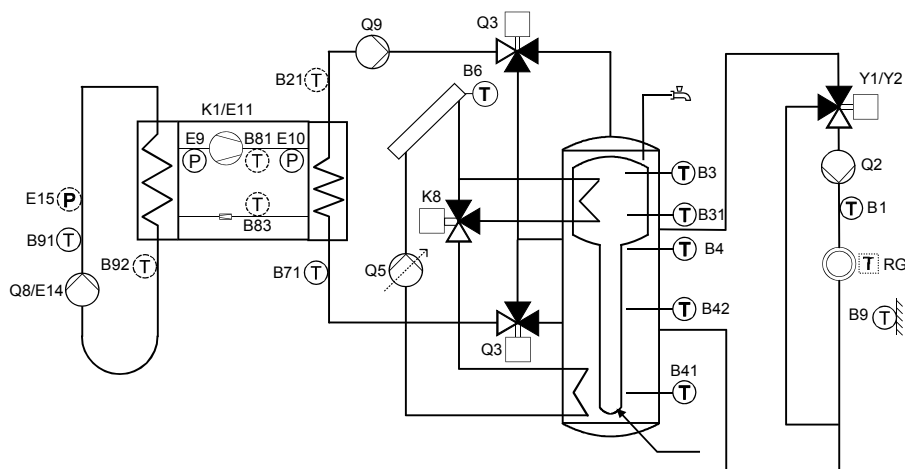 Q9
Q3
B6
B21
T
T
Y1/Y2
K1/E11
E9
B81
E10
P
T
P
T
B3
Q2
E15
P
T
B83
K8
T
B31
T
B1
B91
T
B92
T
B71
T
Q5
T
B4
T
RG
Q8/E14
T
B42
B9
T
Q3
B41
T